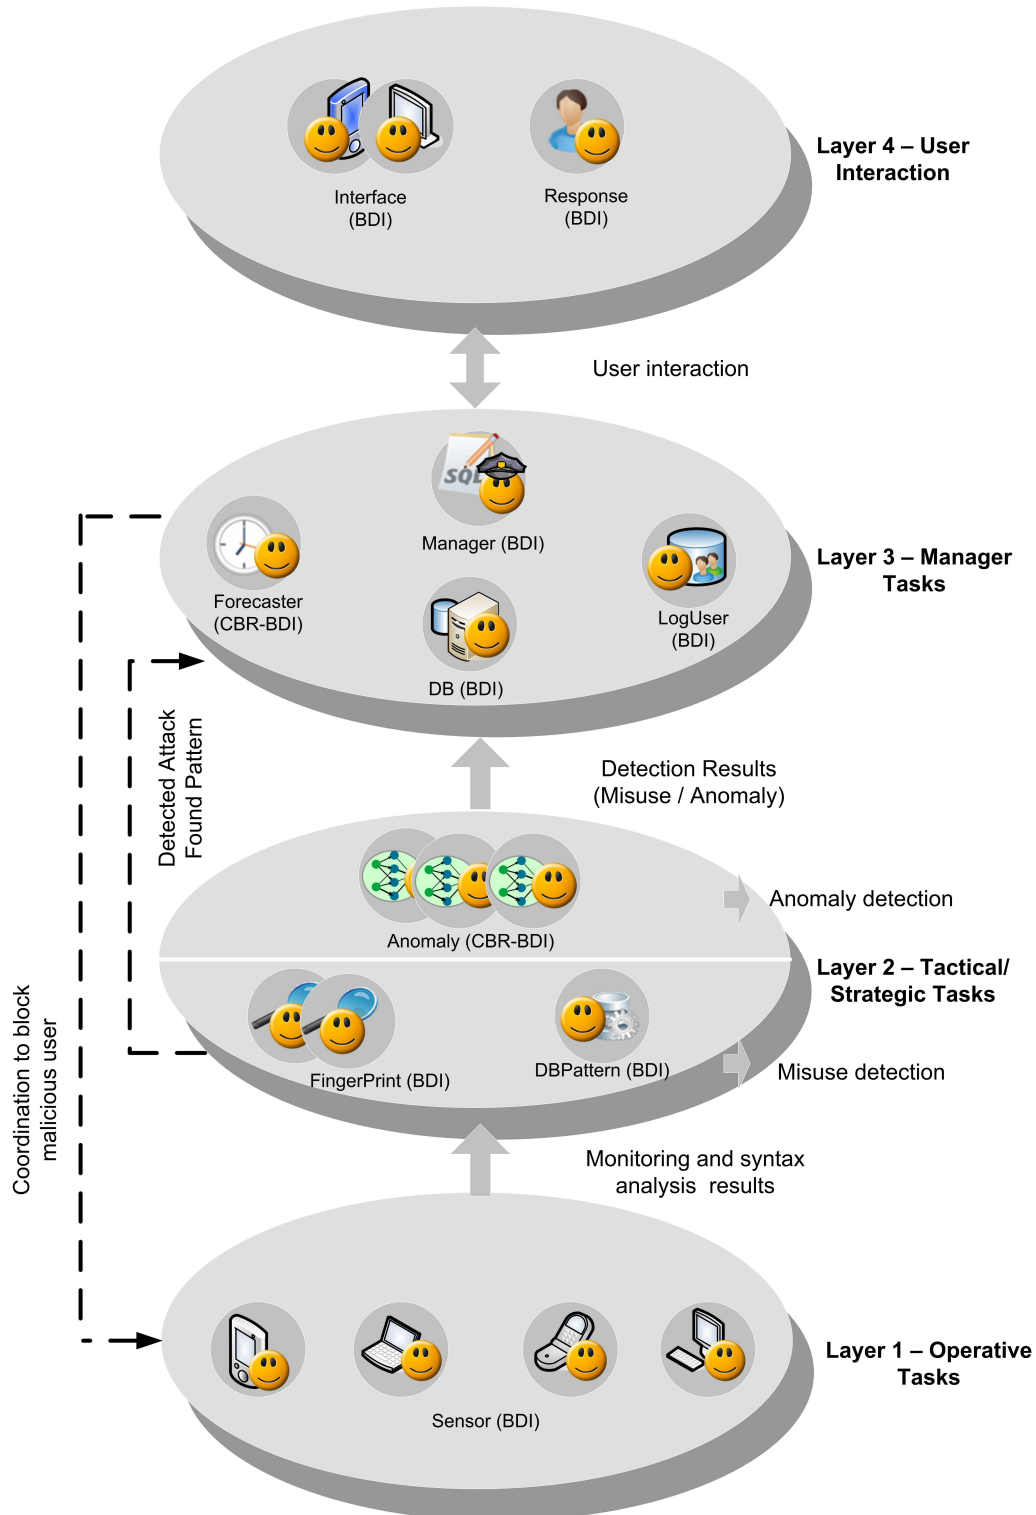 Layer 4 – User
Interaction
Interface
(BDI)
Response
(BDI)
User interaction
SQL
Manager (BDI)
Forecaster
(CBR-BDI)
LogUser
(BDI)
DB (BDI)
Layer 3 – Manager
Tasks
Detected Attack
Found Pattern
Detection Results
(Misuse / Anomaly)
Anomaly (CBR-BDI)
Anomaly detection
Layer 2 – Tactical/
Strategic Tasks
FingerPrint (BDI)
DBPattern (BDI)
Misuse detection
Coordination to block
malicious user
Monitoring and syntax
analysis results
Sensor (BDI)
Layer 1 – Operative
Tasks